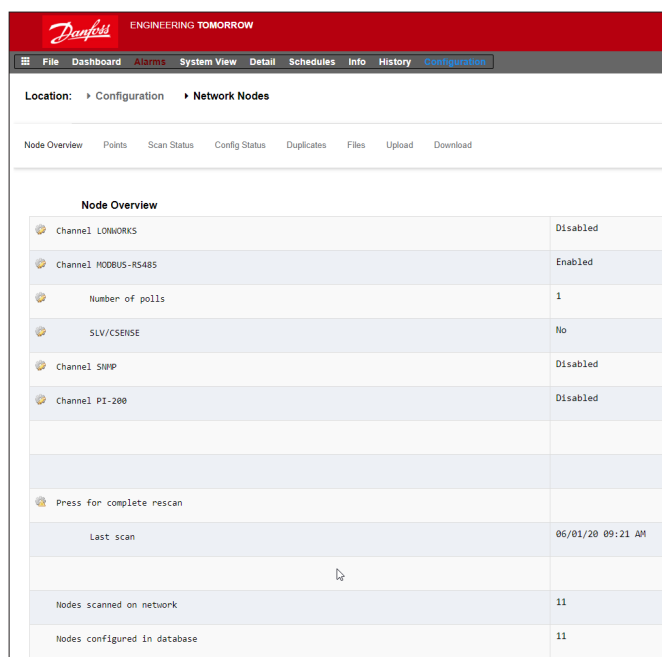 Danfoss ENGINEERING TOMORROW
File Dashboard Alarms System View Detail Schedules Info History Configuration
Location: Configuration Network Nodes
Node Overview Points Scan Status Config Status Duplicates Files Upload Download
Node Overview
Channel LONWORKS Disabled
Channel MODBUS-RS485 Enabled
Number of polls 1
SLV/CSENSE No
Channel SNMP Disabled
Channel PI-200 Disabled
Press for complete rescan
Last scan 06/01/20 09:21 AM
Nodes scanned on network 11
Nodes configured in database 11